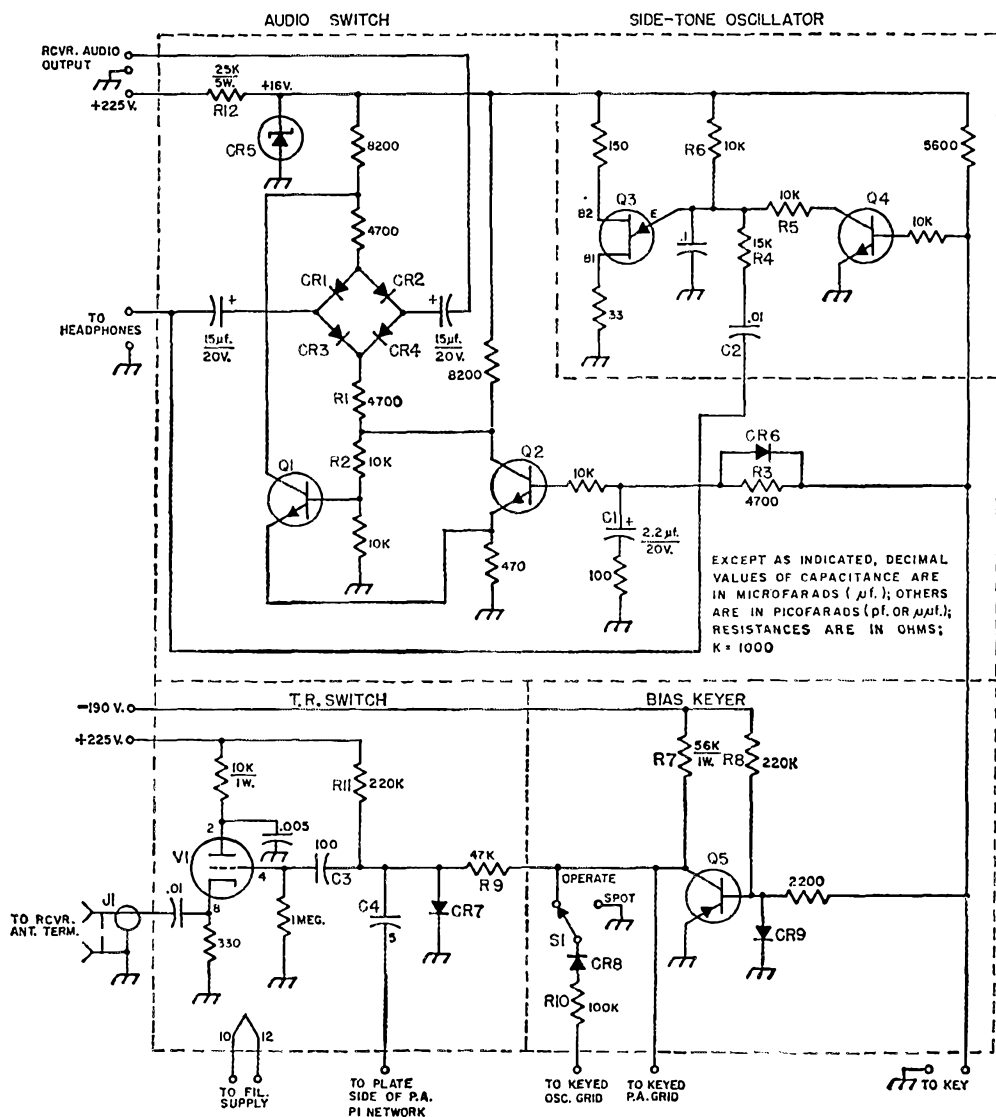 AUDIO SWITCH
SIDE-TONE OSCILLATOR
RCVR. AUDIO
OUTPUT
+225V.
25K
5W.
R12
+16V.
CR5
8200
4700
CR1
CR2
CR3
CR4
TO
HEADPHONES
15µf.
20V.
+
15µf.
20V.
+
R1
4700
8200
R2
10K
10K
Q1
Q2
470
10K
C1
+
2.2µf.
20V.
100
CR6
R3
4700
150
Q3
B2
B1
E
33
R6
10K
.1
15K
R4
.01
C2
10K
R5
Q4
10K
5600
EXCEPT AS INDICATED, DECIMAL
VALUES OF CAPACITANCE ARE
IN MICROFARADS (µf.); OTHERS
ARE IN PICOFARADS (pf. OR µµf.);
RESISTANCES ARE IN OHMS;
K = 1000
T.R. SWITCH
BIAS KEYER
-190 V.
+225V.
10K
1W.
R11
220K
2
V1
4
8
.005
100
C3
1 MEG.
.01
J1
TO RCVR.
ANT. TERM.
330
C4
5
CR7
47K
R9
OPERATE
SPOT
S1
CR8
R10
100K
R7
56K
1W.
R8
220K
Q5
2200
CR9
10
12
TO FIL.
SUPPLY
TO PLATE
SIDE OF P.A.
PI NETWORK
TO KEYED
OSC. GRID
TO KEYED
P.A. GRID
TO KEY